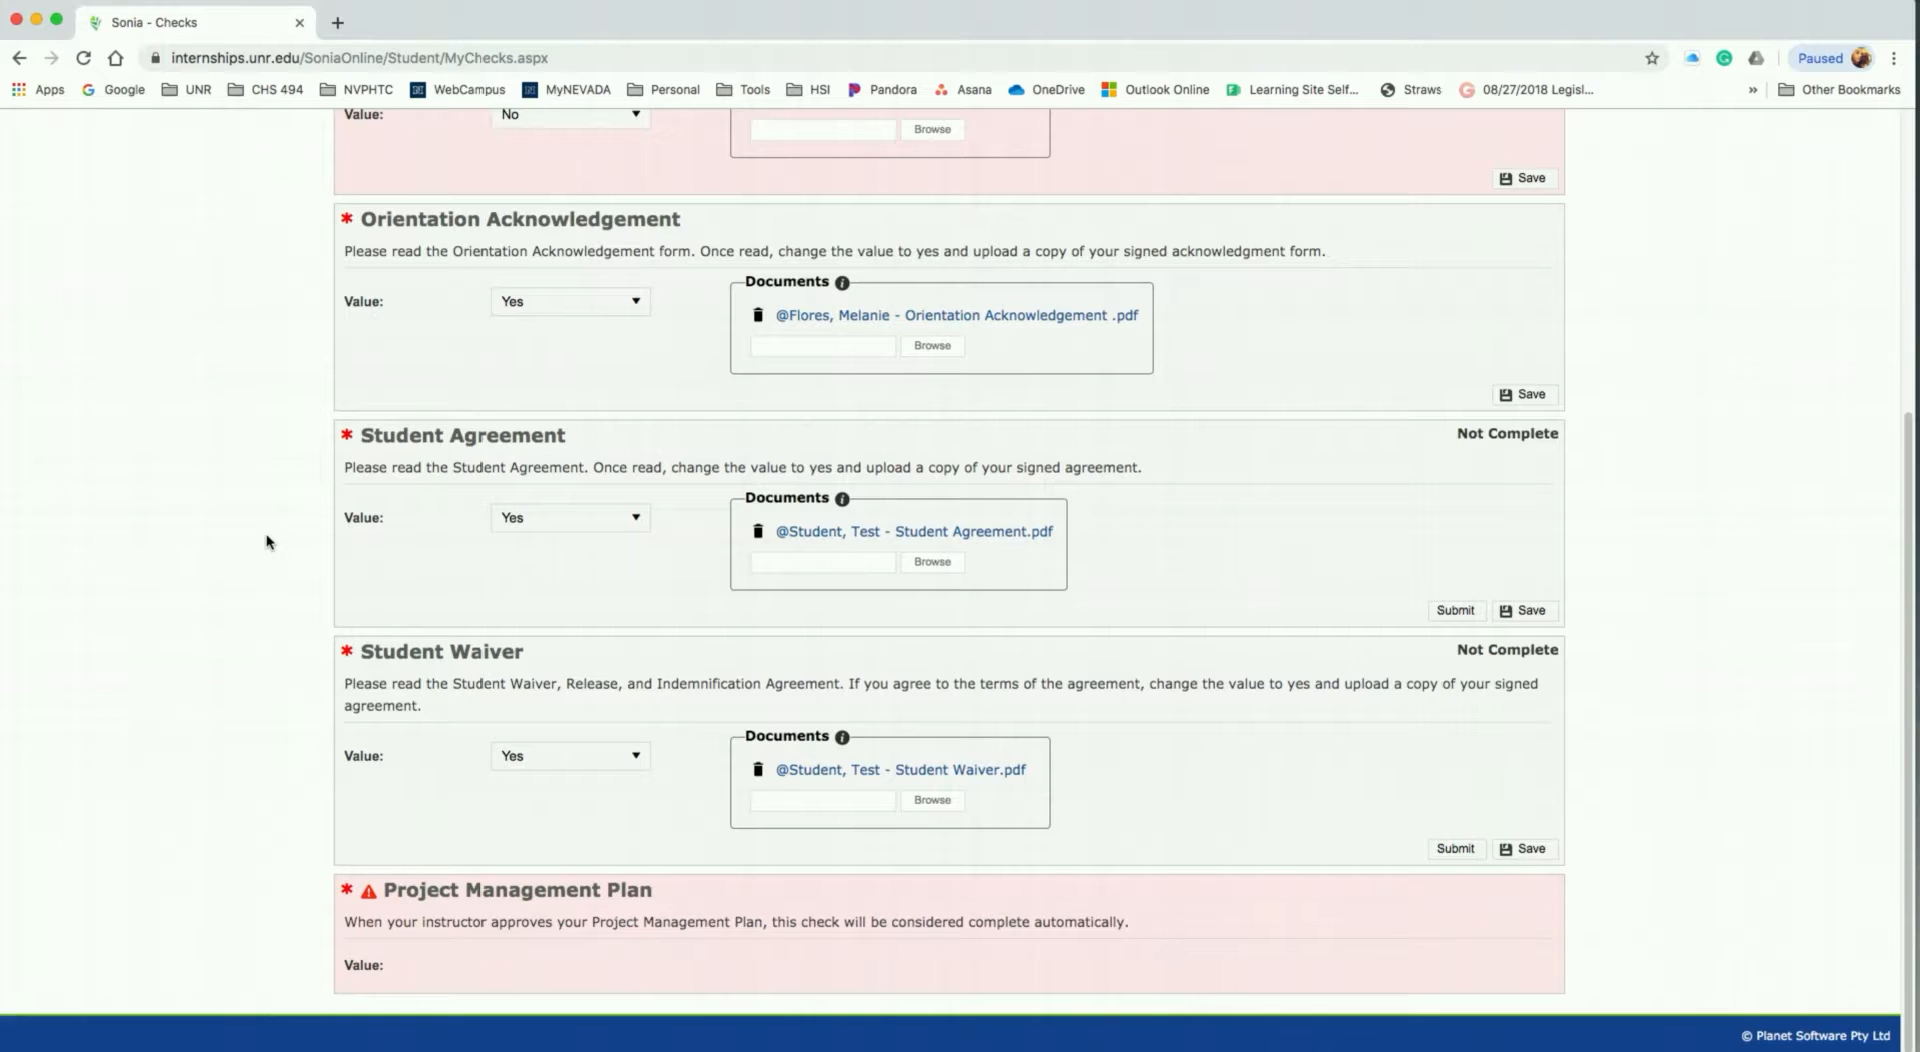 Sonia - Checks
internships.unr.edu/SoniaOnline/Student/MyChecks.aspx
Paused
Apps Google UNR CHS 494 NVPHTC WebCampus MyNEVADA Personal Tools HSI Pandora Asana OneDrive Outlook Online Learning Site Self... Straws 08/27/2018 Legisl... » Other Bookmarks
Value: No
Browse
Save
* Orientation Acknowledgement
Please read the Orientation Acknowledgement form. Once read, change the value to yes and upload a copy of your signed acknowledgment form.
Documents
Value: Yes
@Flores, Melanie - Orientation Acknowledgement .pdf
Browse
Save
* Student Agreement
Not Complete
Please read the Student Agreement. Once read, change the value to yes and upload a copy of your signed agreement.
Documents
Value: Yes
@Student, Test - Student Agreement.pdf
Browse
Submit Save
* Student Waiver
Not Complete
Please read the Student Waiver, Release, and Indemnification Agreement. If you agree to the terms of the agreement, change the value to yes and upload a copy of your signed
agreement.
Documents
Value: Yes
@Student, Test - Student Waiver.pdf
Browse
Submit Save
* Project Management Plan
When your instructor approves your Project Management Plan, this check will be considered complete automatically.
Value:
© Planet Software Pty Ltd